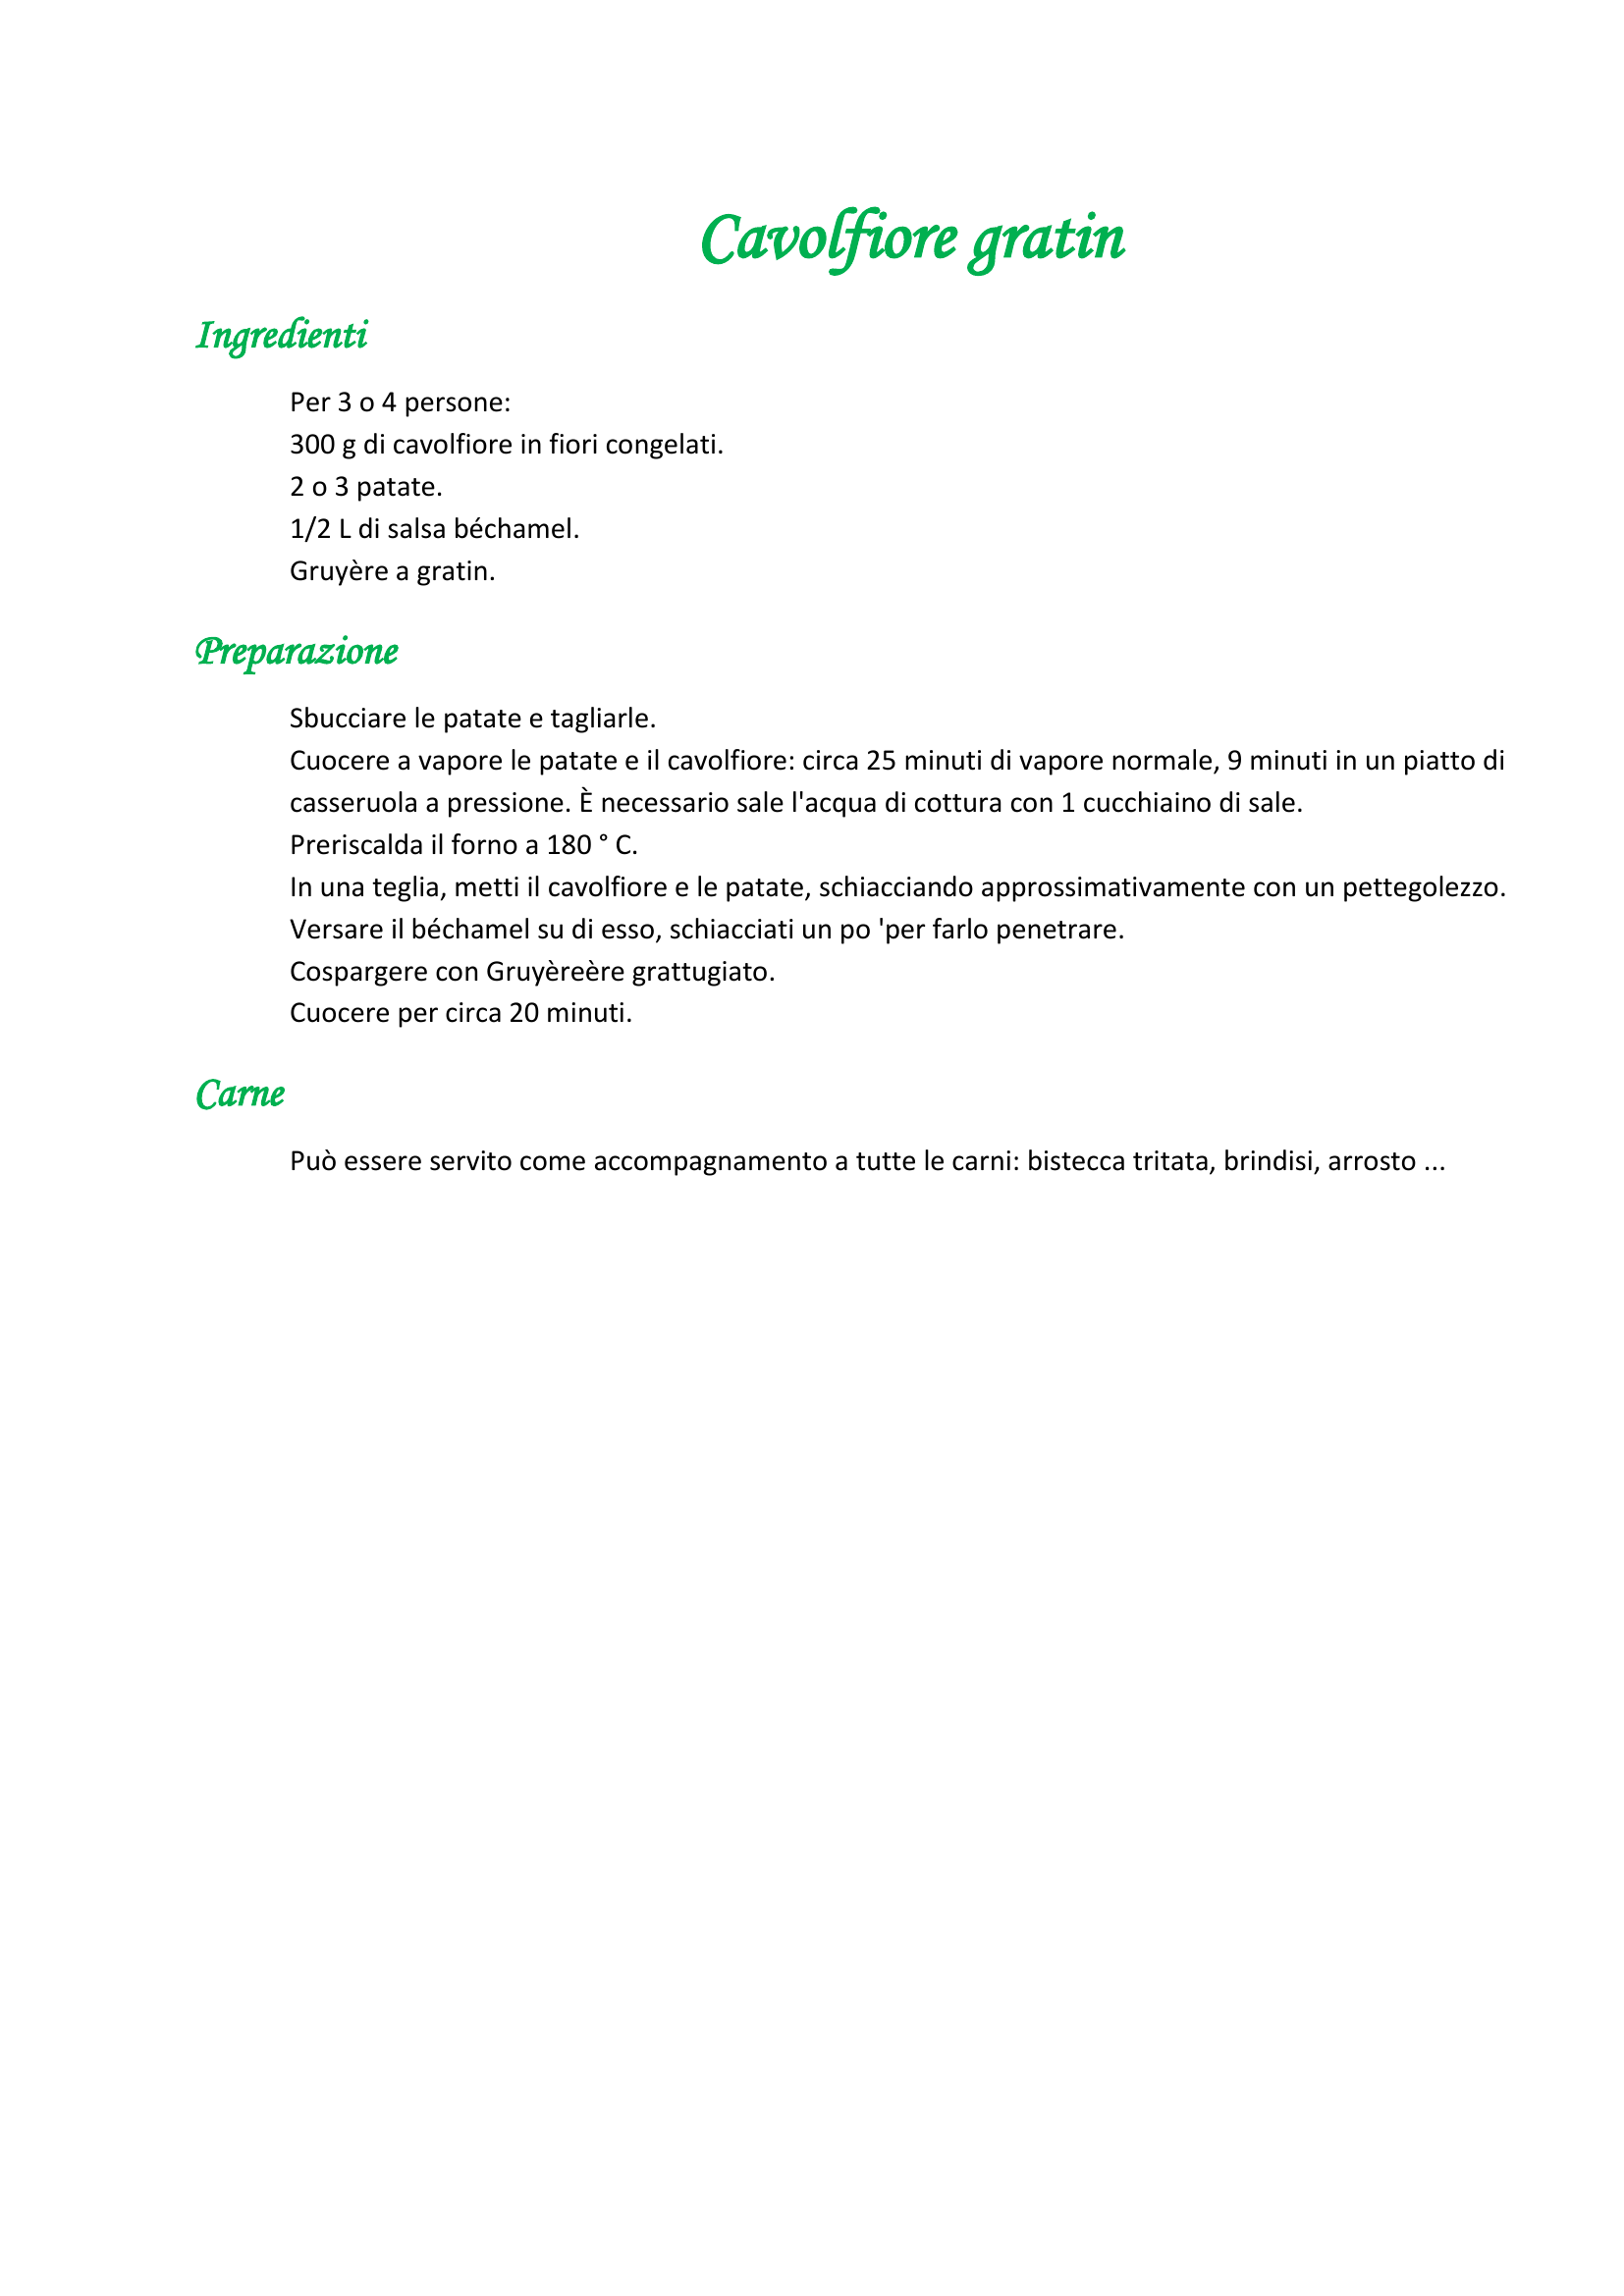 Cavolfiore gratin
Ingredienti
Per 3 o 4 persone:
300 g di cavolfiore in fiori congelati.
2 o 3 patate.
1/2 L di salsa béchamel.
Gruyère a gratin.
Preparazione
Sbucciare le patate e tagliarle.
Cuocere a vapore le patate e il cavolfiore: circa 25 minuti di vapore normale, 9 minuti in un piatto di
casseruola a pressione. È necessario sale l'acqua di cottura con 1 cucchiaino di sale.
Preriscalda il forno a 180 ° C.
In una teglia, metti il cavolfiore e le patate, schiacciando approssimativamente con un pettegolezzo.
Versare il béchamel su di esso, schiacciati un po 'per farlo penetrare.
Cospargere con Gruyèreère grattugiato.
Cuocere per circa 20 minuti.
Carne
Può essere servito come accompagnamento a tutte le carni: bistecca tritata, brindisi, arrosto ...